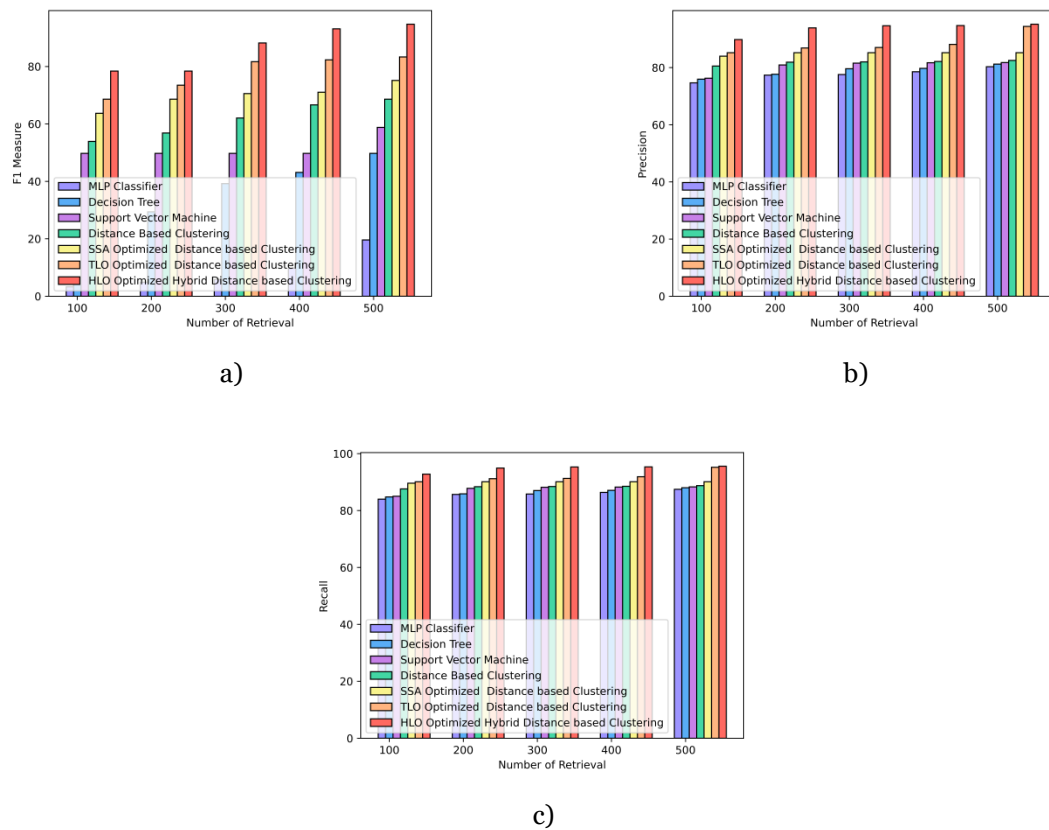 80
60
40
20
0
F1 Measure
MLP Classifier
Decision Tree
Support Vector Machine
Distance Based Clustering
SSA Optimized  Distance based Clustering
TLO Optimized  Distance based Clustering
HLO Optimized Hybrid Distance based Clustering
100 200 300 400 500
Number of Retrieval
a)
80
60
40
20
0
Precision
MLP Classifier
Decision Tree
Support Vector Machine
Distance Based Clustering
SSA Optimized  Distance based Clustering
TLO Optimized  Distance based Clustering
HLO Optimized Hybrid Distance based Clustering
100 200 300 400 500
Number of Retrieval
b)
100
80
60
40
20
0
Recall
MLP Classifier
Decision Tree
Support Vector Machine
Distance Based Clustering
SSA Optimized  Distance based Clustering
TLO Optimized  Distance based Clustering
HLO Optimized Hybrid Distance based Clustering
100 200 300 400 500
Number of Retrieval
c)